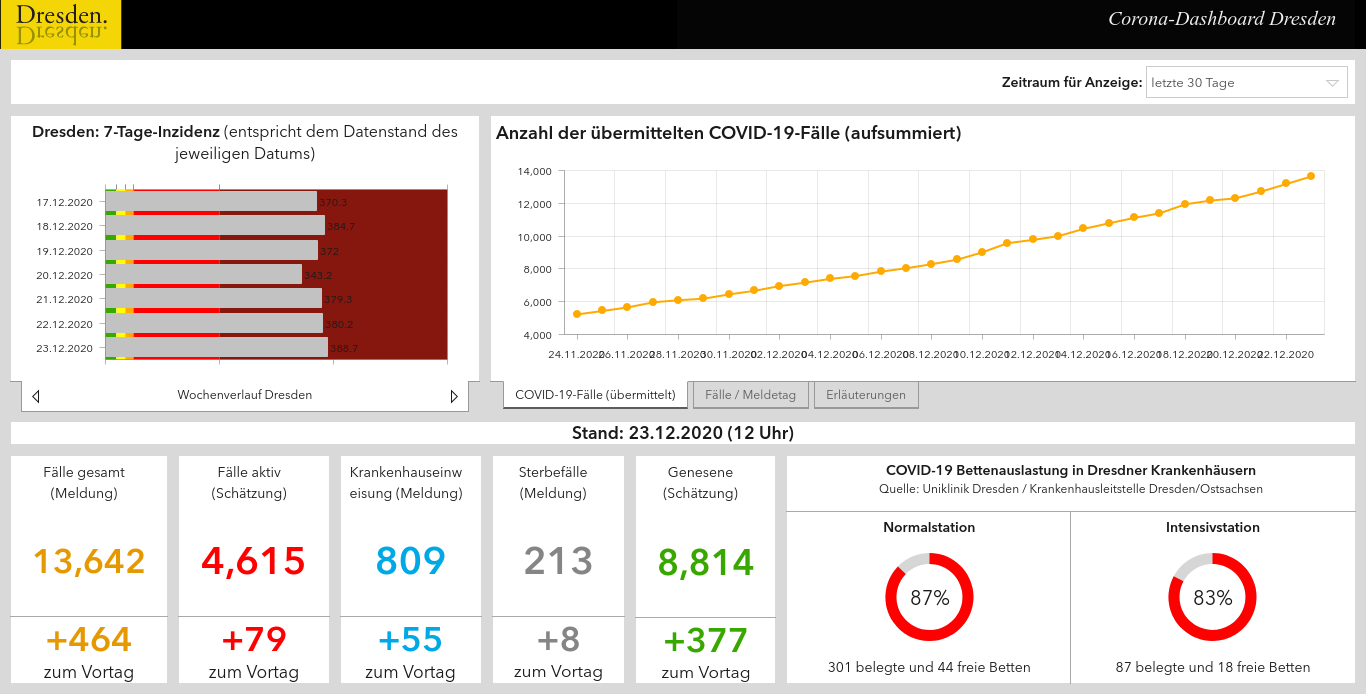 Dresden.
Corona-Dashboard Dresden
Zeitraum für Anzeige: letzte 30 Tage
Dresden: 7-Tage-Inzidenz (entspricht dem Datenstand des
jeweiligen Datums)
17.12.2020 370.3
18.12.2020 384.7
19.12.2020 372
20.12.2020 343.2
21.12.2020 379.3
22.12.2020 380.2
23.12.2020 388.7
Wochenverlauf Dresden
Anzahl der übermittelten COVID-19-Fälle (aufsummiert)
14,000
12,000
10,000
8,000
6,000
4,000
24.11.2020 26.11.2020 28.11.2020 30.11.2020 02.12.2020 04.12.2020 06.12.2020 08.12.2020 10.12.2020 12.12.2020 14.12.2020 16.12.2020 18.12.2020 20.12.2020 22.12.2020
COVID-19-Fälle (übermittelt) Fälle / Meldetag Erläuterungen
Stand: 23.12.2020 (12 Uhr)
Fälle gesamt
(Meldung)
13,642
+464
zum Vortag
Fälle aktiv
(Schätzung)
4,615
+79
zum Vortag
Krankenhauseinw
eisung (Meldung)
809
+55
zum Vortag
Sterbefälle
(Meldung)
213
+8
zum Vortag
Genesene
(Schätzung)
8,814
+377
zum Vortag
COVID-19 Bettenauslastung in Dresdner Krankenhäusern
Quelle: Uniklinik Dresden / Krankenhausleitstelle Dresden/Ostsachsen
Normalstation
87%
301 belegte und 44 freie Betten
Intensivstation
83%
87 belegte und 18 freie Betten